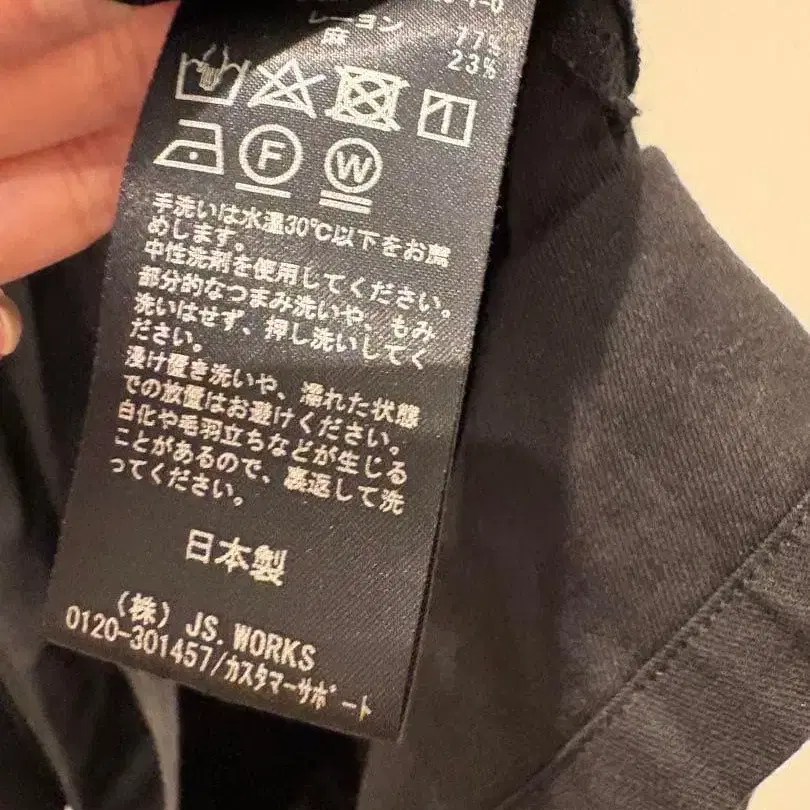 レーヨン 77%
麻 23%
F W
手洗いは水温30℃以下をお薦
めします。
中性洗剤を使用してください。
部分的なつまみ洗いや、もみ
洗いはせず、押し洗いしてく
ださい。
浸け置き洗いや、濡れた状態
での放置はお避けください。
白化や毛羽立ちなどが生じる
ことがあるので、裏返して洗
ってください。
日本製
(株) JS.WORKS
0120-301457/カスタマーサポート